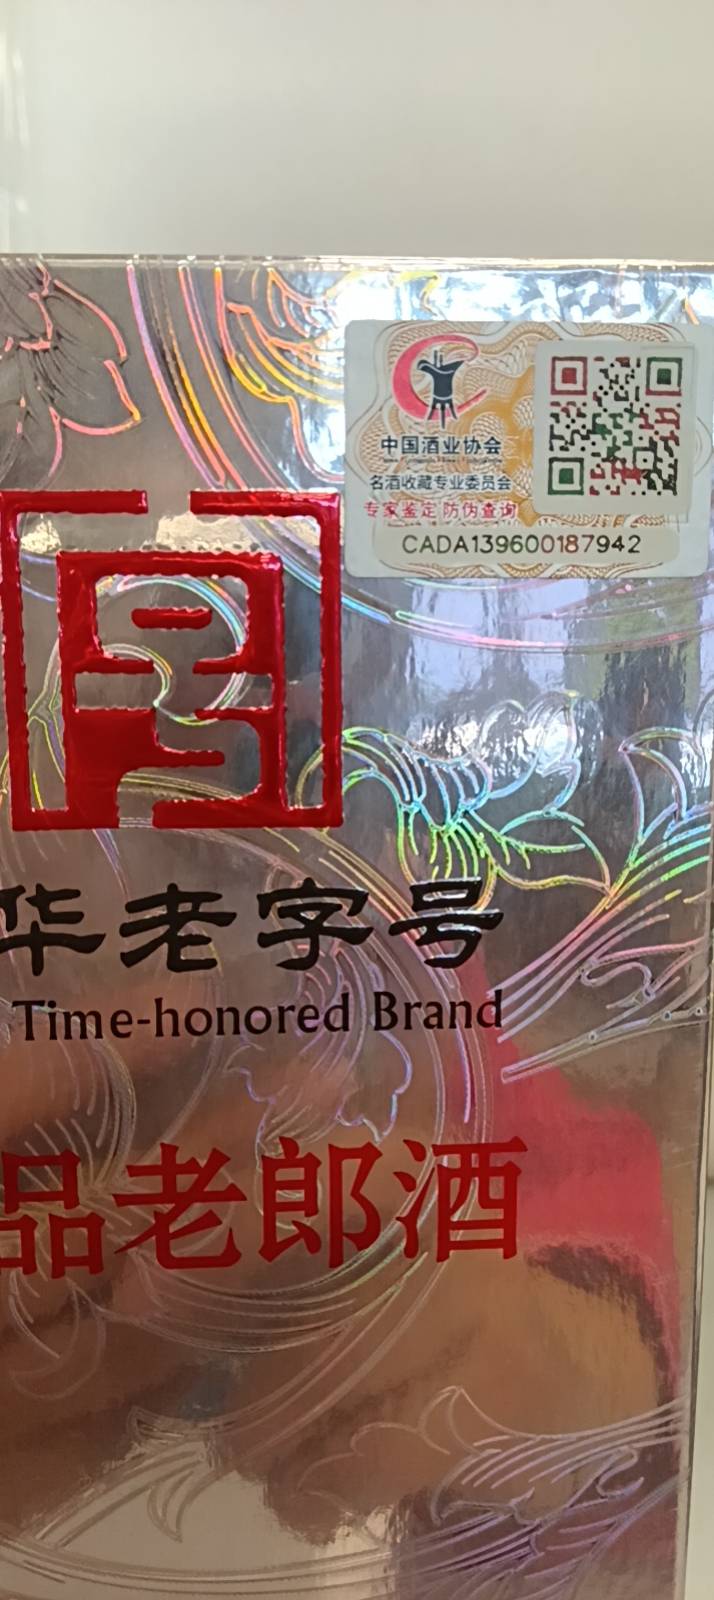 中国酒业协会
名酒收藏专业委员会
专家鉴定 防伪查询
CADA139600187942
华老字号
Time-honored Brand
品老郎酒